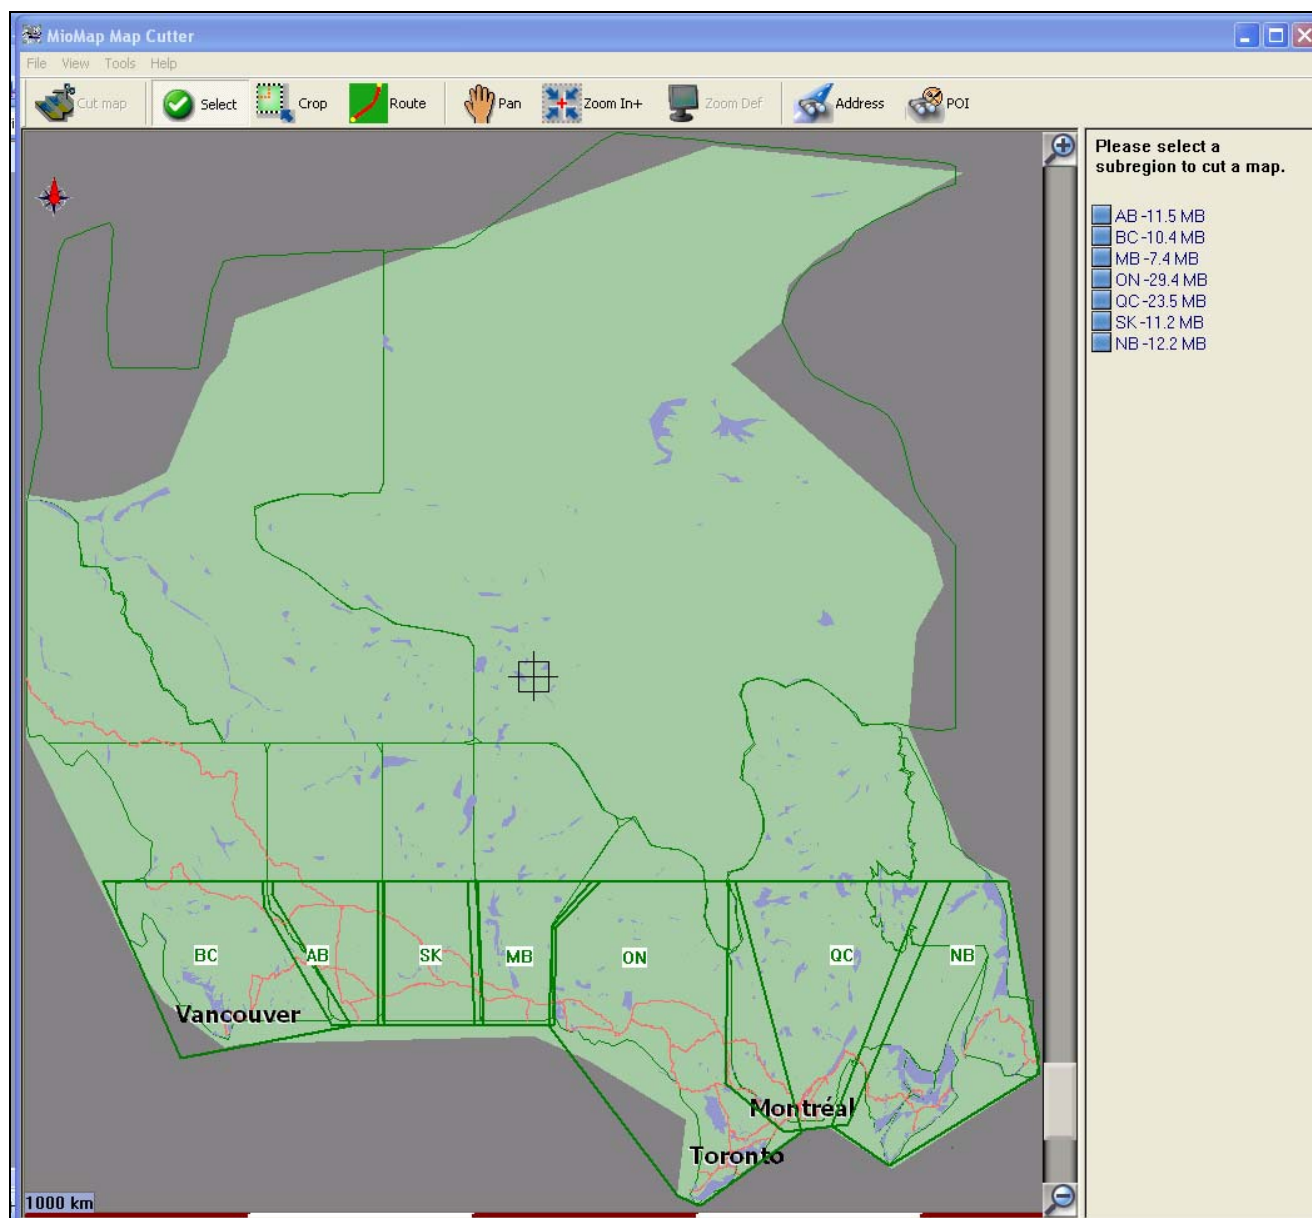 MioMap Map Cutter
File View Tools Help
Cut map Select Crop Route Pan Zoom In+ Zoom Def Address POI
Please select a
subregion to cut a map.
AB -11.5 MB
BC -10.4 MB
MB -7.4 MB
ON -29.4 MB
QC -23.5 MB
SK -11.2 MB
NB -12.2 MB
BC AB SK MB ON QC NB
Vancouver
Montréal
Toronto
1000 km